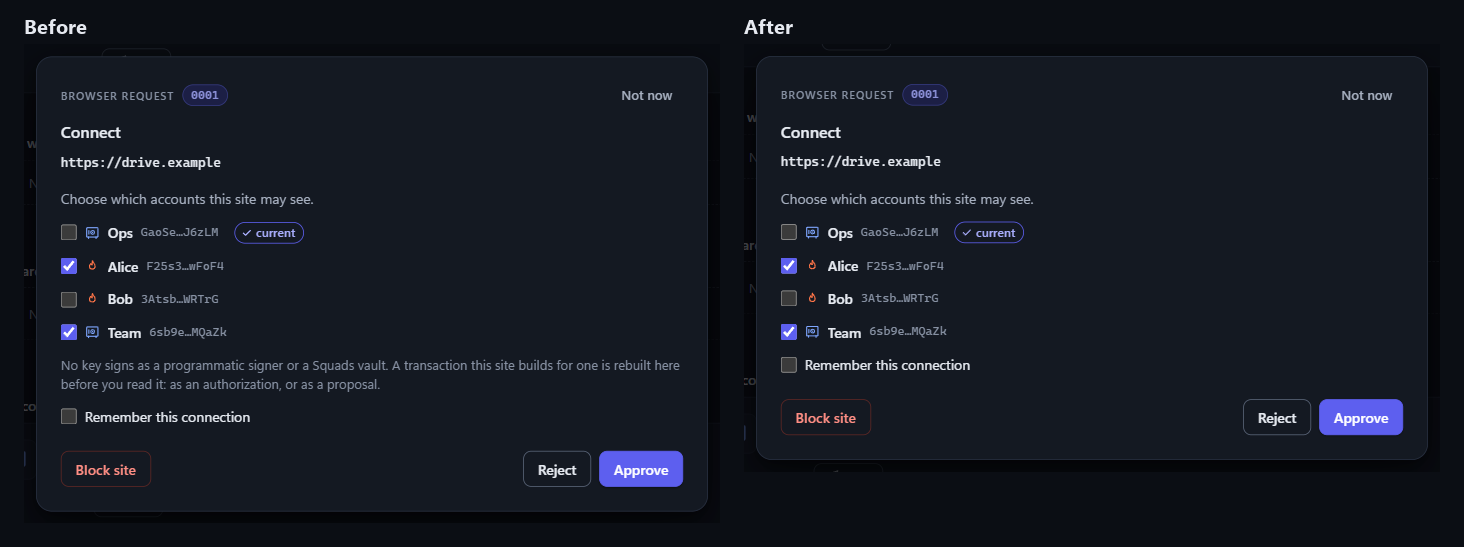 Before
BROWSER REQUEST 0001
Not now
Connect
https://drive.example
Choose which accounts this site may see.
Ops GaoSe…J6zLM ✓ current
Alice F25s3…wFoF4
Bob 3Atsb…WRTrG
Team 6sb9e…MQaZk
No key signs as a programmatic signer or a Squads vault. A transaction this site builds for one is rebuilt here
before you read it: as an authorization, or as a proposal.
Remember this connection
Block site
Reject
Approve
After
BROWSER REQUEST 0001
Not now
Connect
https://drive.example
Choose which accounts this site may see.
Ops GaoSe…J6zLM ✓ current
Alice F25s3…wFoF4
Bob 3Atsb…WRTrG
Team 6sb9e…MQaZk
Remember this connection
Block site
Reject
Approve